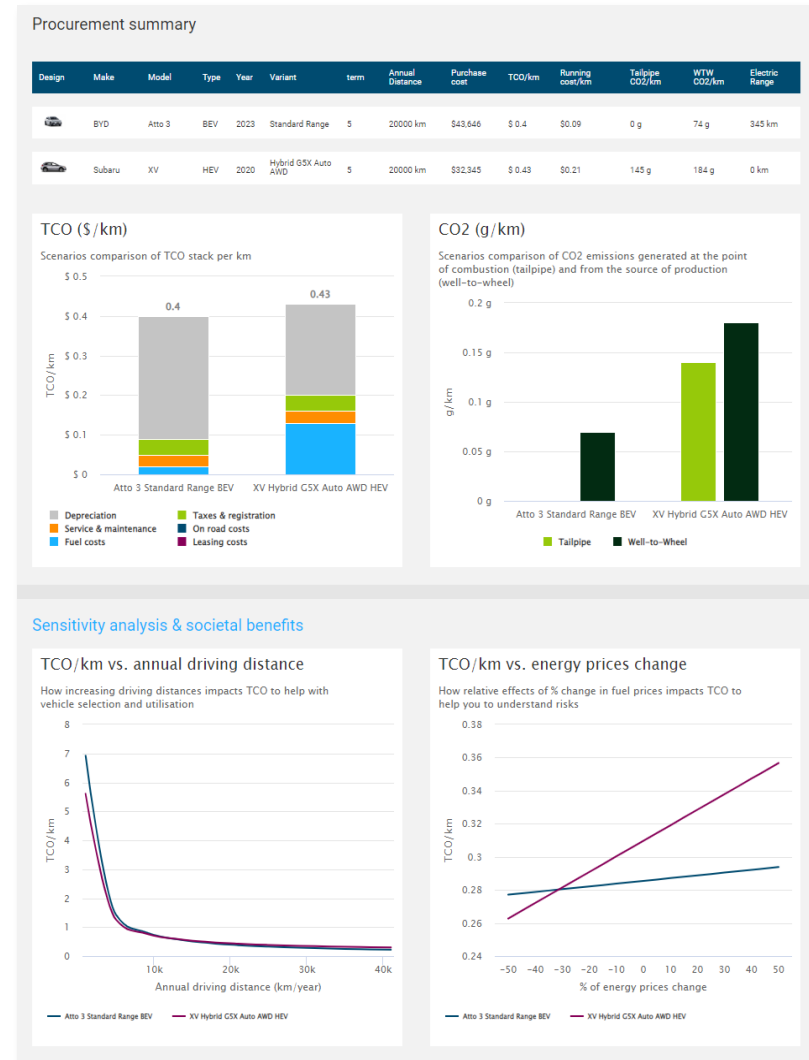 Procurement summary
Design Make Model Type Year Variant term Annual Distance Purchase cost TCO/km Running cost/km Tailpipe CO2/km WTW CO2/km Electric Range
BYD Atto 3 BEV 2023 Standard Range 5 20000 km $43,646 $ 0.4 $0.09 0 g 74 g 345 km
Subaru XV HEV 2020 Hybrid G5X Auto AWD 5 20000 km $32,345 $ 0.43 $0.21 145 g 184 g 0 km
TCO ($/km)
Scenarios comparison of TCO stack per km
$ 0.5
$ 0.4
$ 0.3
$ 0.2
$ 0.1
$ 0
TCO/km
0.4
0.43
Atto 3 Standard Range BEV
XV Hybrid G5X Auto AWD HEV
Depreciation
Taxes & registration
Service & maintenance
On road costs
Fuel costs
Leasing costs
CO2 (g/km)
Scenarios comparison of CO2 emissions generated at the point
of combustion (tailpipe) and from the source of production
(well-to-wheel)
0.2 g
0.15 g
0.1 g
0.05 g
0 g
g/km
Atto 3 Standard Range BEV
XV Hybrid G5X Auto AWD HEV
Tailpipe
Well-to-Wheel
Sensitivity analysis & societal benefits
TCO/km vs. annual driving distance
How increasing driving distances impacts TCO to help with
vehicle selection and utilisation
8
7
6
5
4
3
2
1
0
TCO/km
10k
20k
30k
40k
Annual driving distance (km/year)
Atto 3 Standard Range BEV
XV Hybrid G5X Auto AWD HEV
TCO/km vs. energy prices change
How relative effects of % change in fuel prices impacts TCO to
help you to understand risks
0.38
0.36
0.34
0.32
0.3
0.28
0.26
0.24
TCO/km
-50 -40 -30 -20 -10 0 10 20 30 40 50
% of energy prices change
Atto 3 Standard Range BEV
XV Hybrid G5X Auto AWD HEV